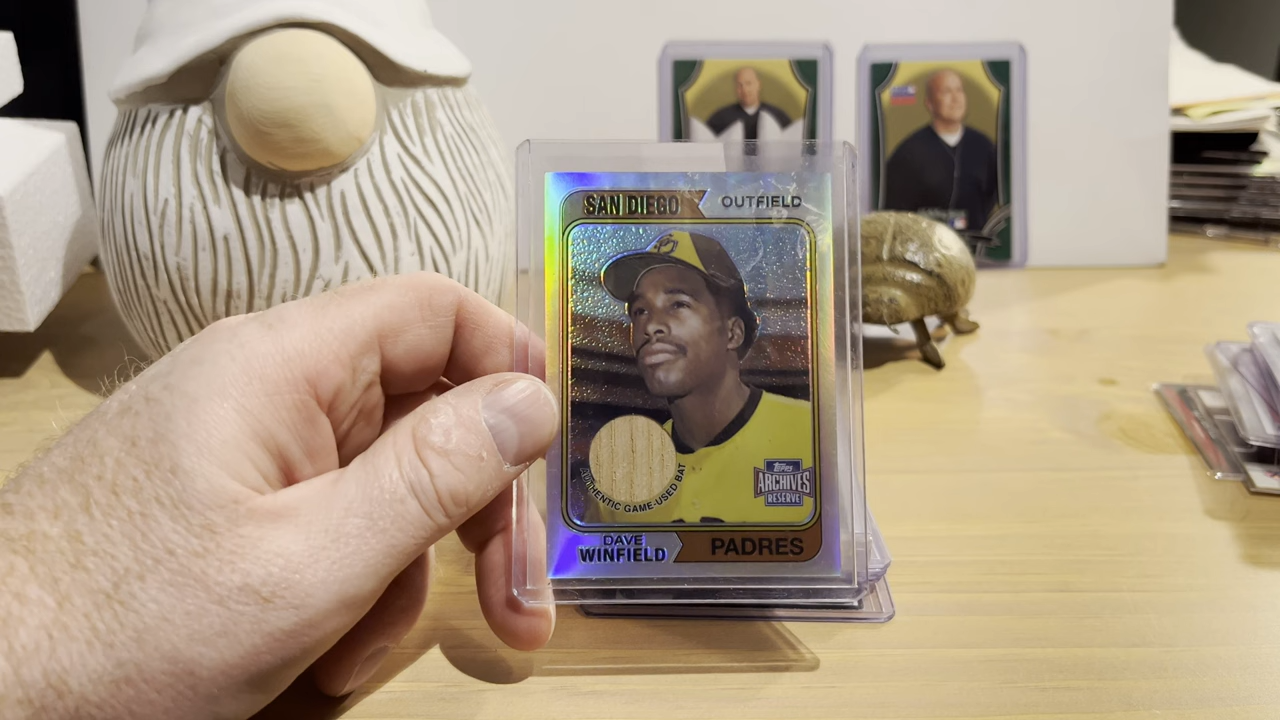 SAN DIEGO
OUTFIELD
AUTHENTIC GAME-USED BAT
Topps
ARCHIVES
RESERVE
DAVE
WINFIELD
PADRES